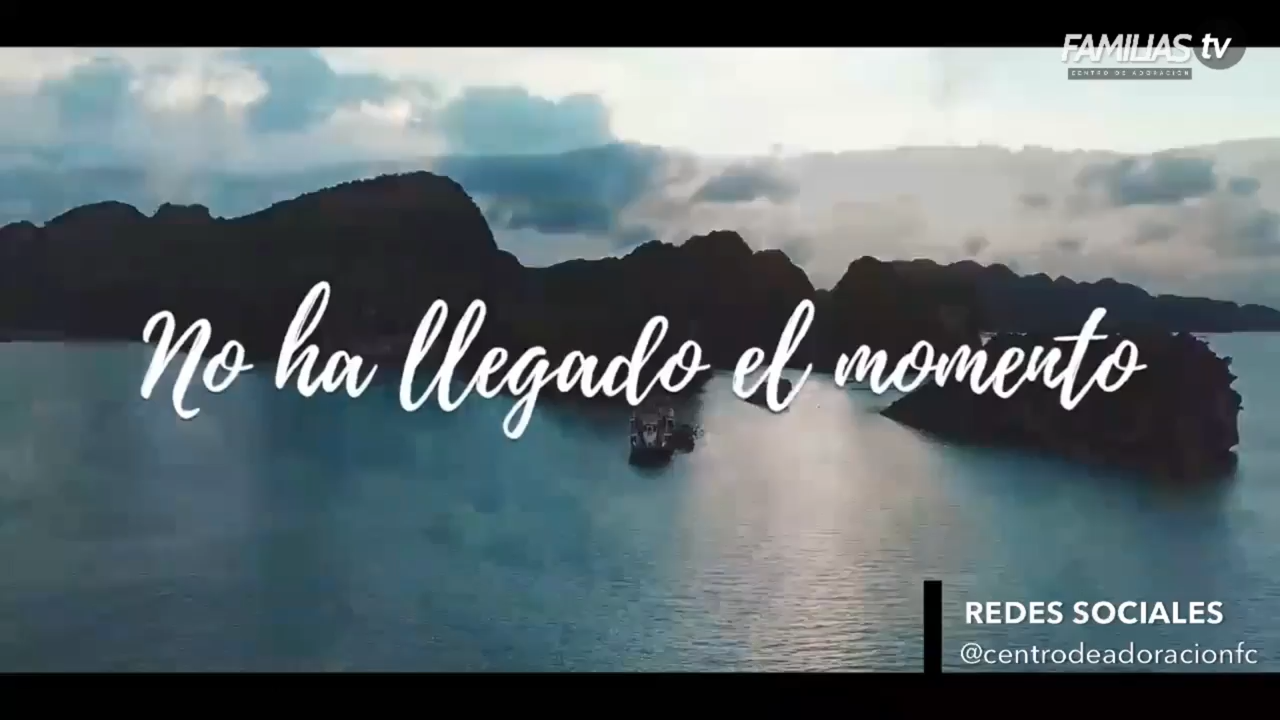 FAMILIAS tv
CENTRO DE ADORACIÓN
No ha llegado el momento
REDES SOCIALES
@centrodeadoracionfc